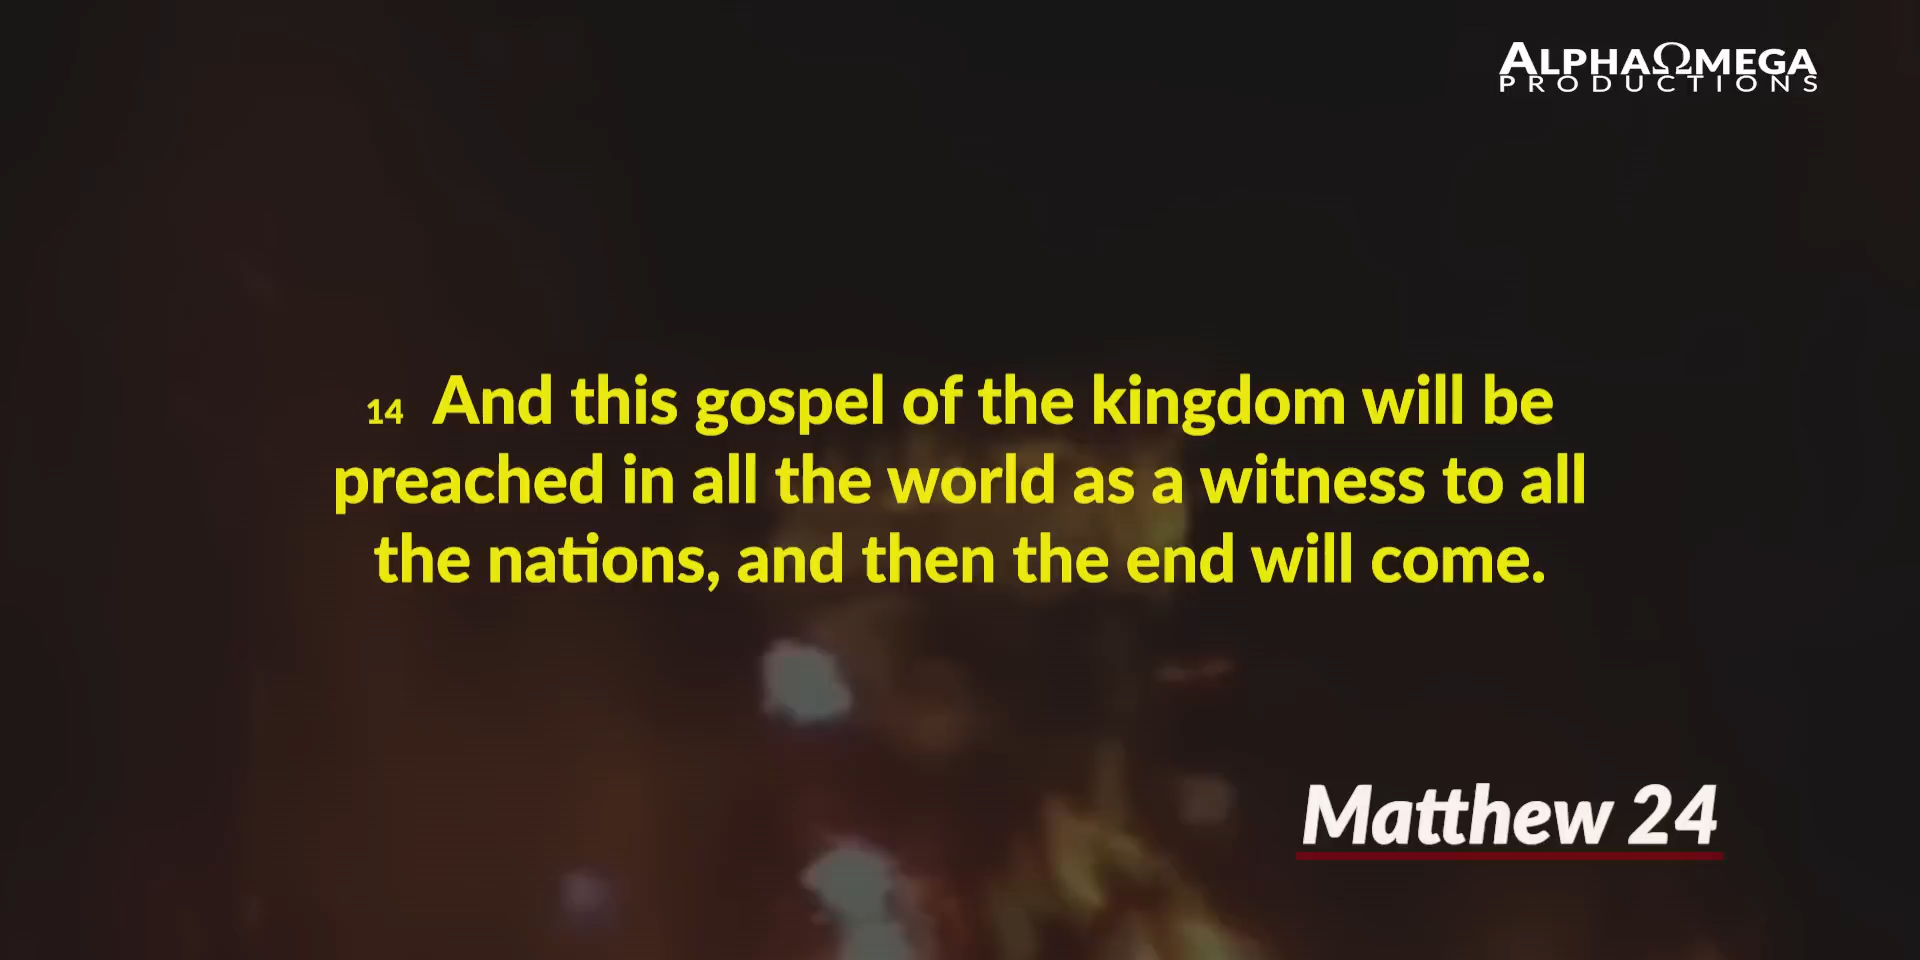 ALPHAΩMEGA
PRODUCTIONS
14 And this gospel of the kingdom will be
preached in all the world as a witness to all
the nations, and then the end will come.
Matthew 24